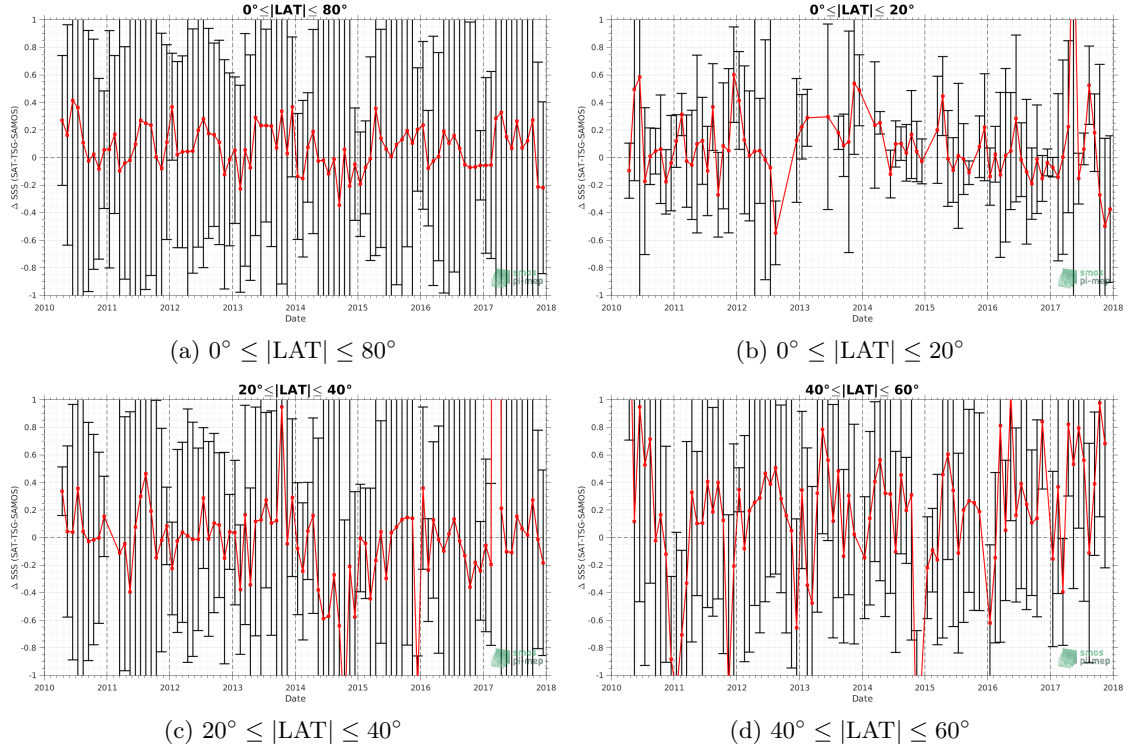 0°≤|LAT|≤ 80°
Δ SSS (SAT-TSG-SAMOS)
1
0.8
0.6
0.4
0.2
0
-0.2
-0.4
-0.6
-0.8
-1
2010 2011 2012 2013 2014 2015 2016 2017 2018
Date
smos
pi-mep
(a) 0° ≤ |LAT| ≤ 80°
0°≤|LAT|≤ 20°
Δ SSS (SAT-TSG-SAMOS)
1
0.8
0.6
0.4
0.2
0
-0.2
-0.4
-0.6
-0.8
-1
2010 2011 2012 2013 2014 2015 2016 2017 2018
Date
smos
pi-mep
(b) 0° ≤ |LAT| ≤ 20°
20°≤|LAT|≤ 40°
Δ SSS (SAT-TSG-SAMOS)
1
0.8
0.6
0.4
0.2
0
-0.2
-0.4
-0.6
-0.8
-1
2010 2011 2012 2013 2014 2015 2016 2017 2018
Date
smos
pi-mep
(c) 20° ≤ |LAT| ≤ 40°
40°≤|LAT|≤ 60°
Δ SSS (SAT-TSG-SAMOS)
1
0.8
0.6
0.4
0.2
0
-0.2
-0.4
-0.6
-0.8
-1
2010 2011 2012 2013 2014 2015 2016 2017 2018
Date
smos
pi-mep
(d) 40° ≤ |LAT| ≤ 60°